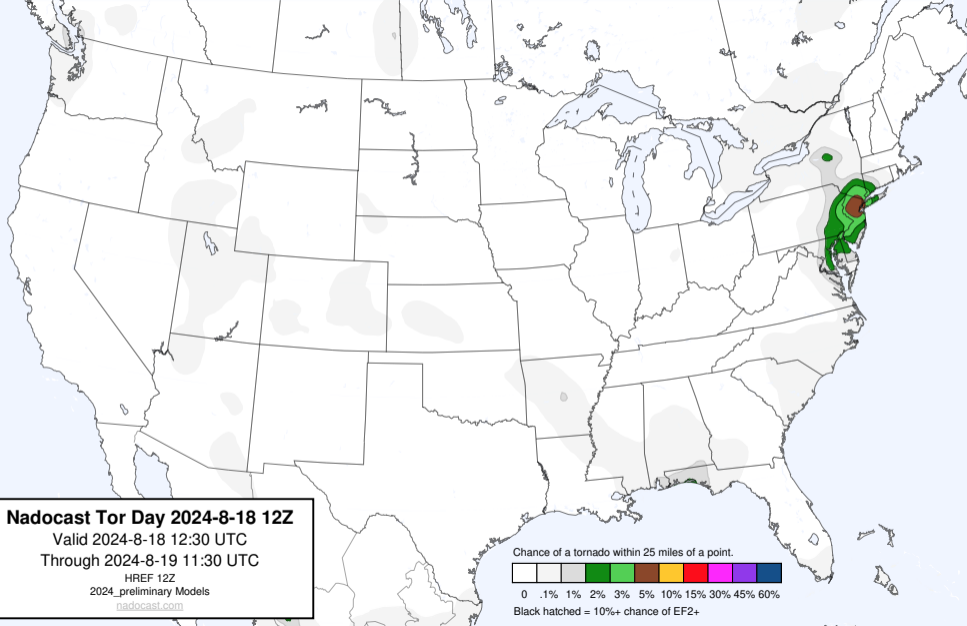 Nadocast Tor Day 2024-8-18 12Z
Valid 2024-8-18 12:30 UTC
Through 2024-8-19 11:30 UTC
HREF 12Z
2024_preliminary Models
nadocast.com
Chance of a tornado within 25 miles of a point.
0 .1% 1% 2% 3% 5% 10% 15% 30% 45% 60%
Black hatched = 10%+ chance of EF2+